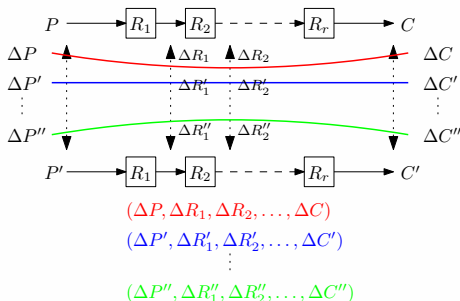 P R₁ R₂ Rᵣ C
ΔP ΔR₁ ΔR₂ ΔC
ΔP′ ΔR′₁ ΔR′₂ ΔC′
⋮ ⋮
ΔP″ ΔR″₁ ΔR″₂ ΔC″
P′ R₁ R₂ Rᵣ C′
(ΔP, ΔR₁, ΔR₂, …, ΔC)
(ΔP′, ΔR′₁, ΔR′₂, …, ΔC′)
⋮
(ΔP″, ΔR″₁, ΔR″₂, …, ΔC″)